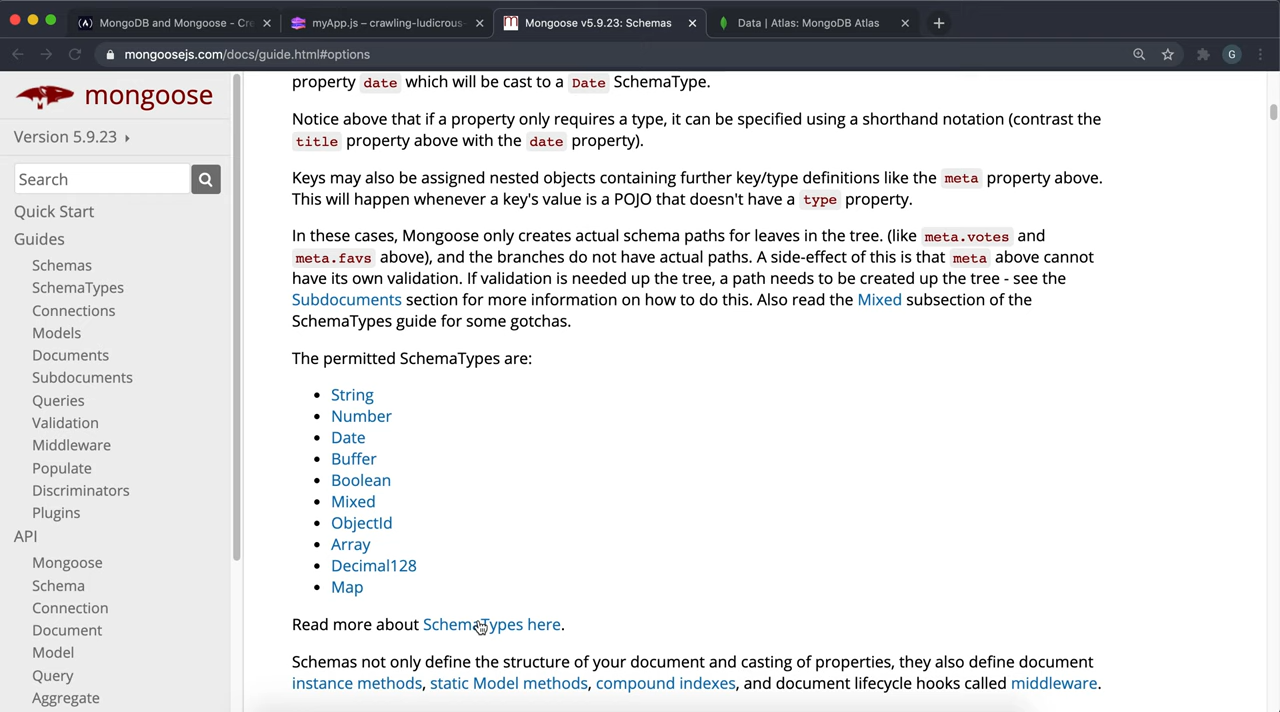 MongoDB and Mongoose - Cre
myApp.js – crawling-ludicrous-
Mongoose v5.9.23: Schemas
Data | Atlas: MongoDB Atlas
mongoosejs.com/docs/guide.html#options
G
mongoose
Version 5.9.23
Search
Quick Start
Guides
Schemas
SchemaTypes
Connections
Models
Documents
Subdocuments
Queries
Validation
Middleware
Populate
Discriminators
Plugins
API
Mongoose
Schema
Connection
Document
Model
Query
Aggregate
property date which will be cast to a Date SchemaType.
Notice above that if a property only requires a type, it can be specified using a shorthand notation (contrast the
title property above with the date property).
Keys may also be assigned nested objects containing further key/type definitions like the meta property above.
This will happen whenever a key's value is a POJO that doesn't have a type property.
In these cases, Mongoose only creates actual schema paths for leaves in the tree. (like meta.votes and
meta.favs above), and the branches do not have actual paths. A side-effect of this is that meta above cannot
have its own validation. If validation is needed up the tree, a path needs to be created up the tree - see the
Subdocuments section for more information on how to do this. Also read the Mixed subsection of the
SchemaTypes guide for some gotchas.
The permitted SchemaTypes are:
• String
• Number
• Date
• Buffer
• Boolean
• Mixed
• ObjectId
• Array
• Decimal128
• Map
Read more about SchemaTypes here.
Schemas not only define the structure of your document and casting of properties, they also define document
instance methods, static Model methods, compound indexes, and document lifecycle hooks called middleware.